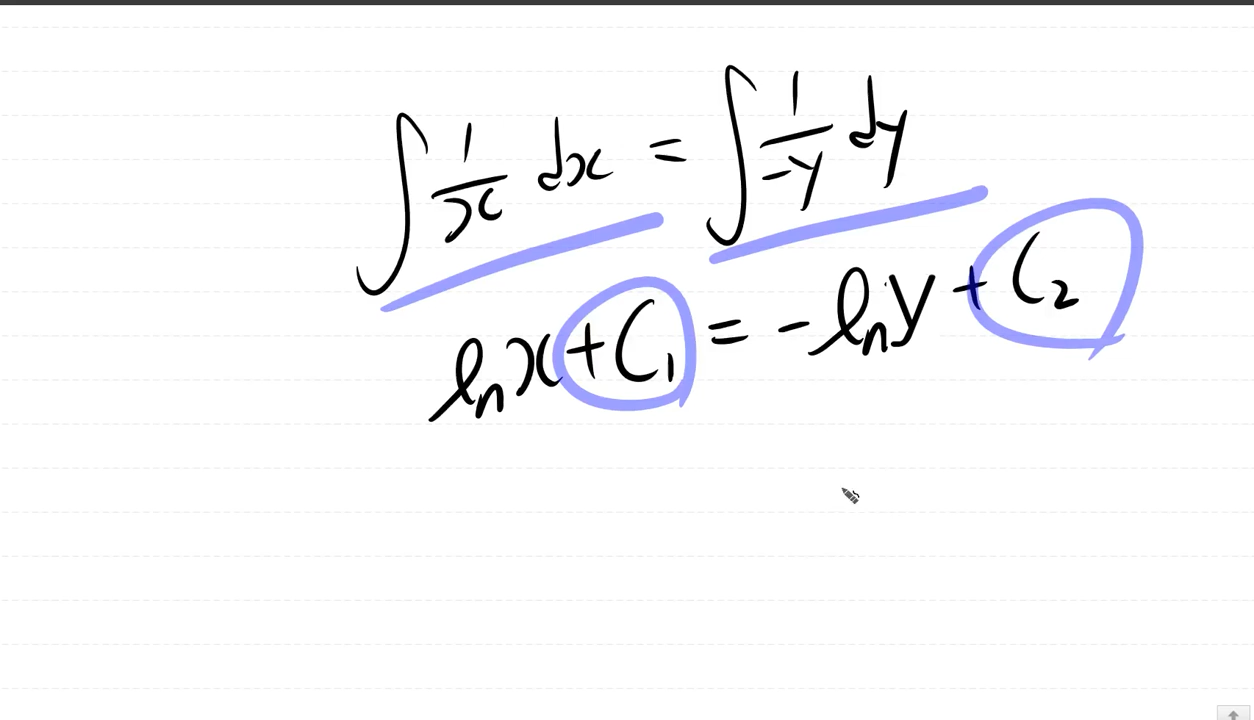 ∫ 1/x dx = ∫ 1/-y dy
ln x + C₁ = - ln y + C₂